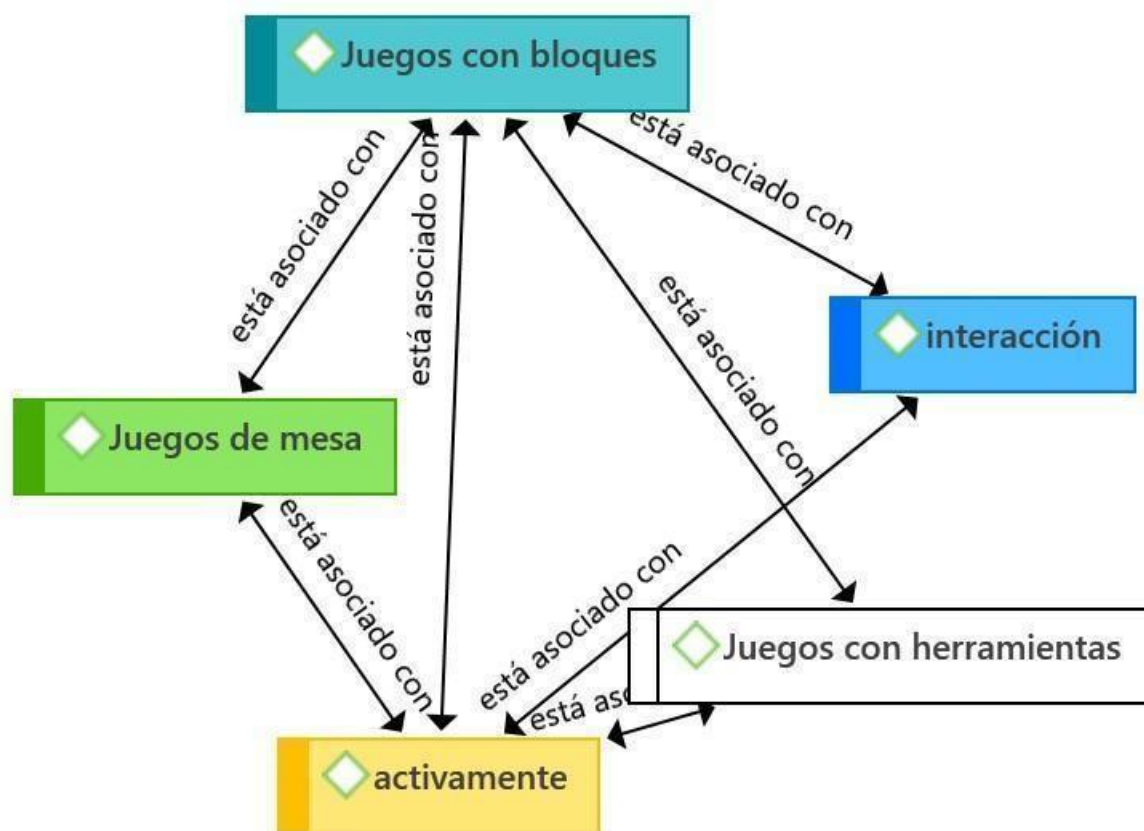 Juegos con bloques
está asociado con
está asociado con
está asociado con
está asociado con
interacción
Juegos de mesa
está asociado con
está asociado con
Juegos con herramientas
está
activamente